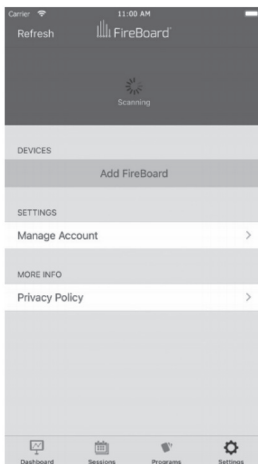 Carrier 11:00 AM
Refresh FireBoard
Scanning
DEVICES
Add FireBoard
SETTINGS
Manage Account
MORE INFO
Privacy Policy
Dashboard Sessions Programs Settings